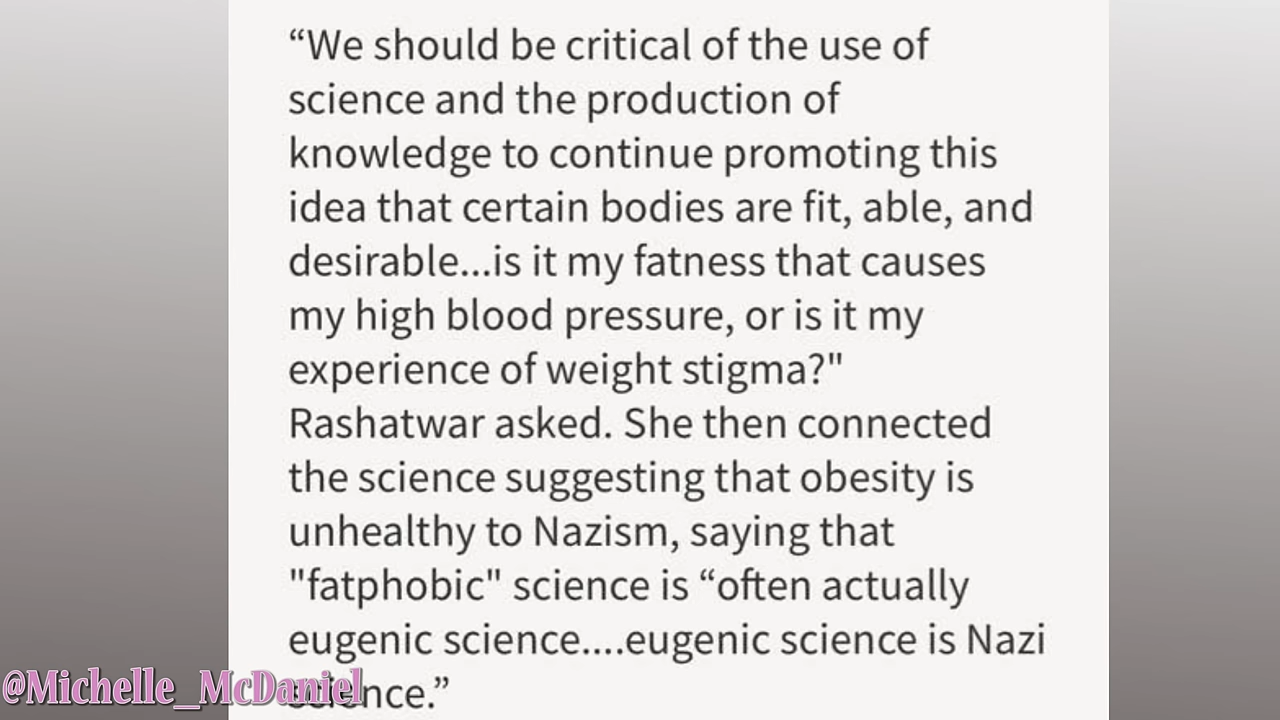 “We should be critical of the use of
science and the production of
knowledge to continue promoting this
idea that certain bodies are fit, able, and
desirable...is it my fatness that causes
my high blood pressure, or is it my
experience of weight stigma?"
Rashatwar asked. She then connected
the science suggesting that obesity is
unhealthy to Nazism, saying that
"fatphobic" science is “often actually
eugenic science....eugenic science is Nazi
science.”
@Michelle_McDaniel